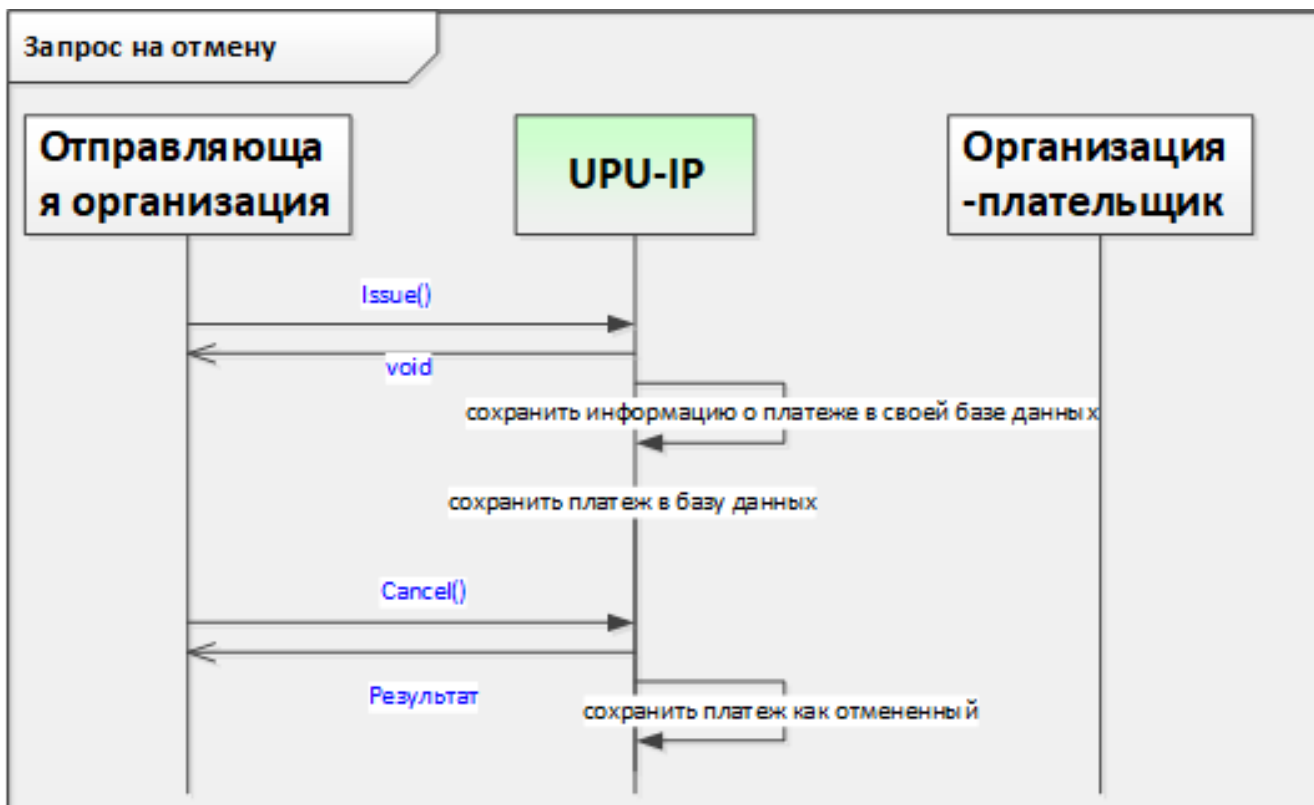 Запрос на отмену
Отправляюща
я организация
UPU-IP
Организация
-плательщик
Issue()
void
сохранить информацию о платеже в своей базе данных
сохранить платеж в базу данных
Cancel()
Результат
сохранить платеж как отмененный